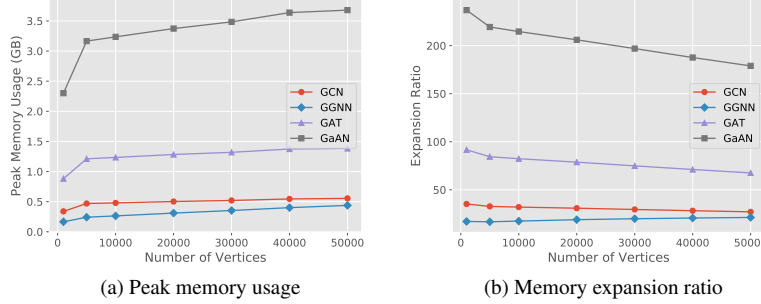 3.5
3.0
2.5
2.0
1.5
1.0
0.5
0.0
Peak Memory Usage (GB)
GCN
GGNN
GAT
GaAN
0 10000 20000 30000 40000 50000
Number of Vertices
(a) Peak memory usage
200
150
100
50
Expansion Ratio
GCN
GGNN
GAT
GaAN
0 10000 20000 30000 40000 50000
Number of Vertices
(b) Memory expansion ratio